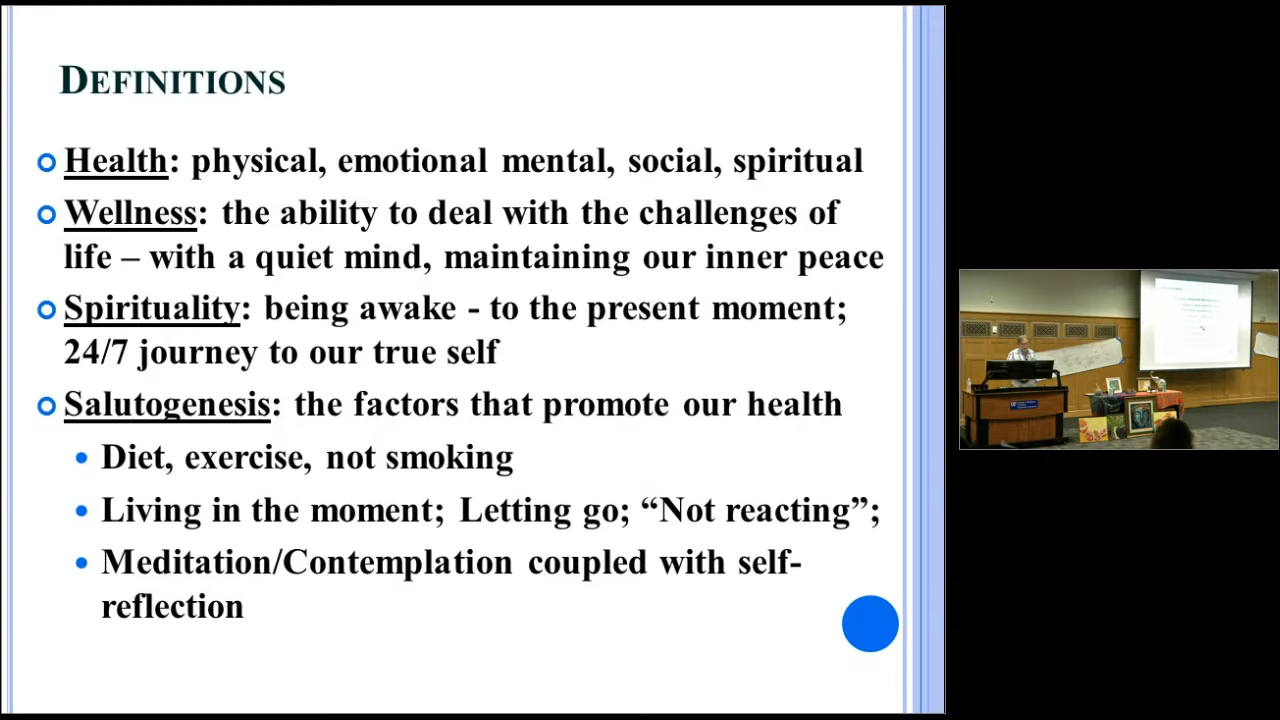 DEFINITIONS
Health: physical, emotional mental, social, spiritual
Wellness: the ability to deal with the challenges of
life – with a quiet mind, maintaining our inner peace
Spirituality: being awake - to the present moment;
24/7 journey to our true self
Salutogenesis: the factors that promote our health
Diet, exercise, not smoking
Living in the moment; Letting go; “Not reacting”;
Meditation/Contemplation coupled with self-
reflection